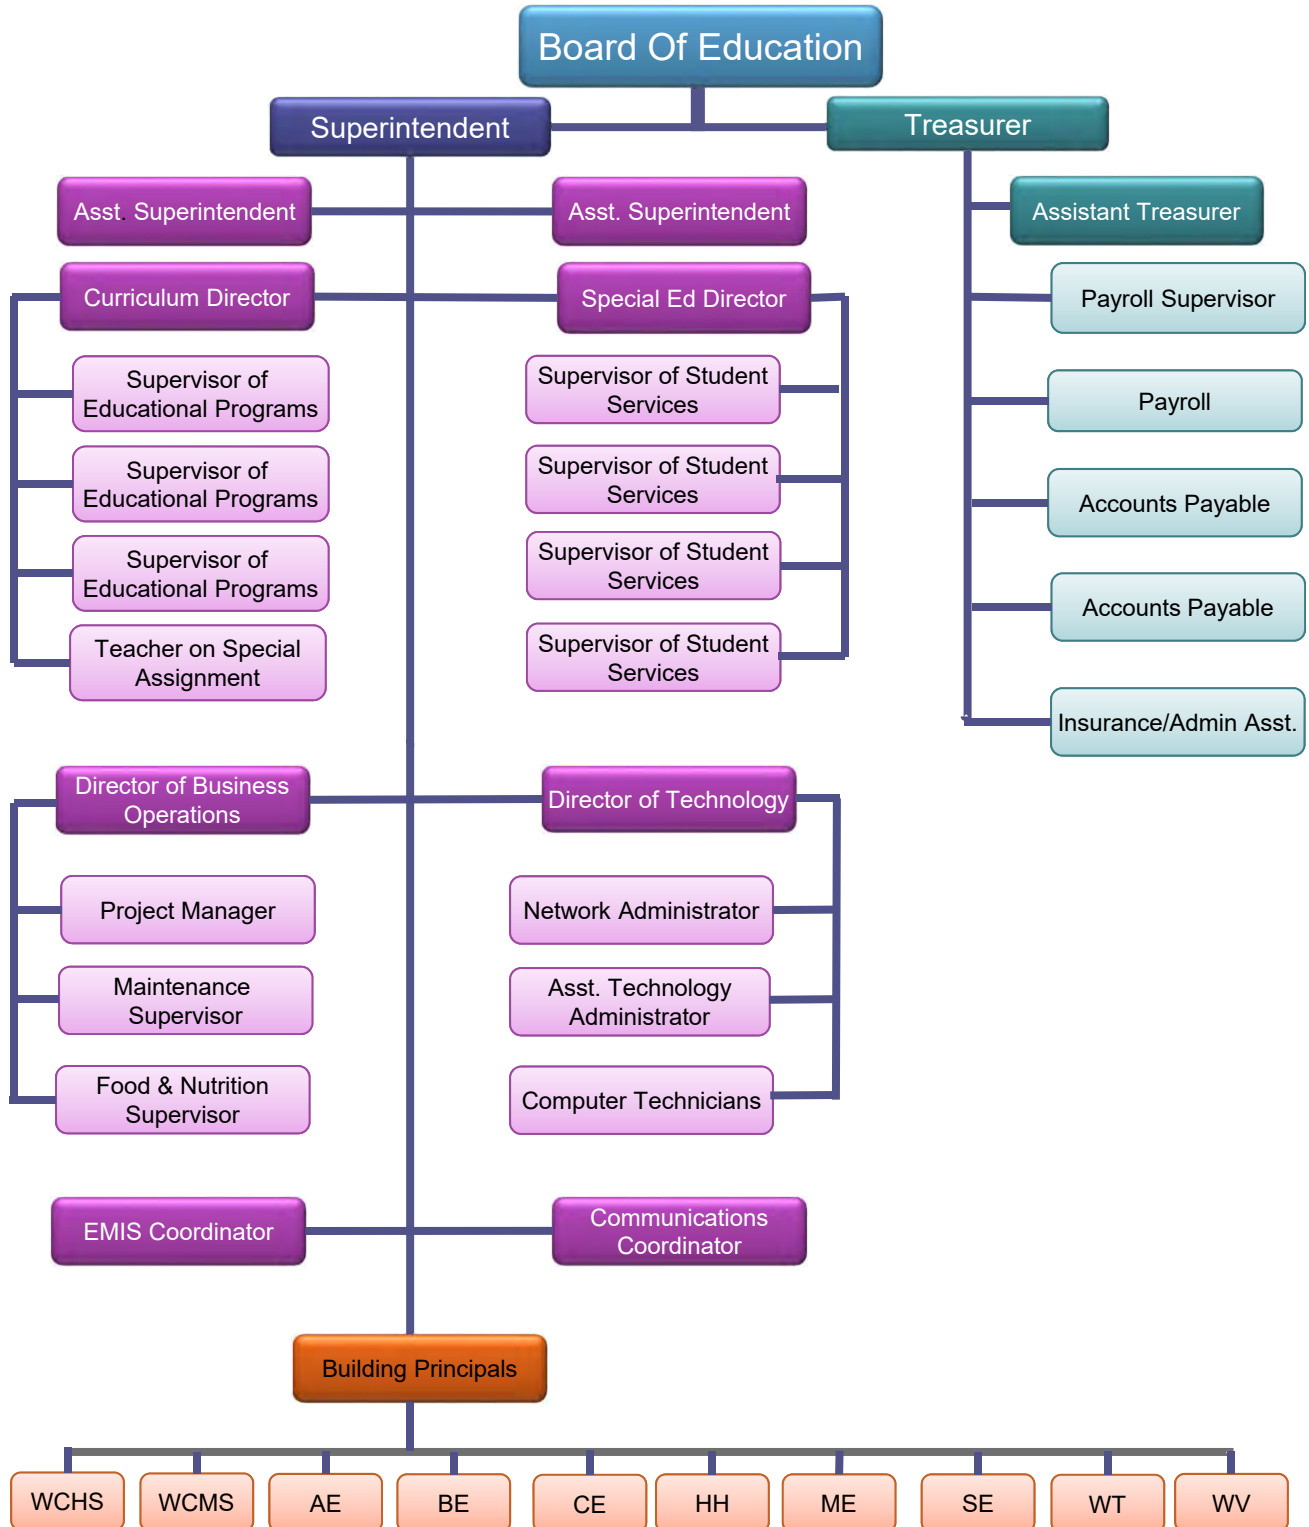 Board Of Education
Superintendent
Treasurer
Asst. Superintendent
Asst. Superintendent
Assistant Treasurer
Curriculum Director
Special Ed Director
Payroll Supervisor
Supervisor of
Educational Programs
Supervisor of Student
Services
Payroll
Supervisor of
Educational Programs
Supervisor of Student
Services
Accounts Payable
Supervisor of
Educational Programs
Supervisor of Student
Services
Accounts Payable
Teacher on Special
Assignment
Supervisor of Student
Services
Insurance/Admin Asst.
Director of Business
Operations
Director of Technology
Project Manager
Network Administrator
Maintenance
Supervisor
Asst. Technology
Administrator
Food & Nutrition
Supervisor
Computer Technicians
EMIS Coordinator
Communications
Coordinator
Building Principals
WCHS
WCMS
AE
BE
CE
HH
ME
SE
WT
WV